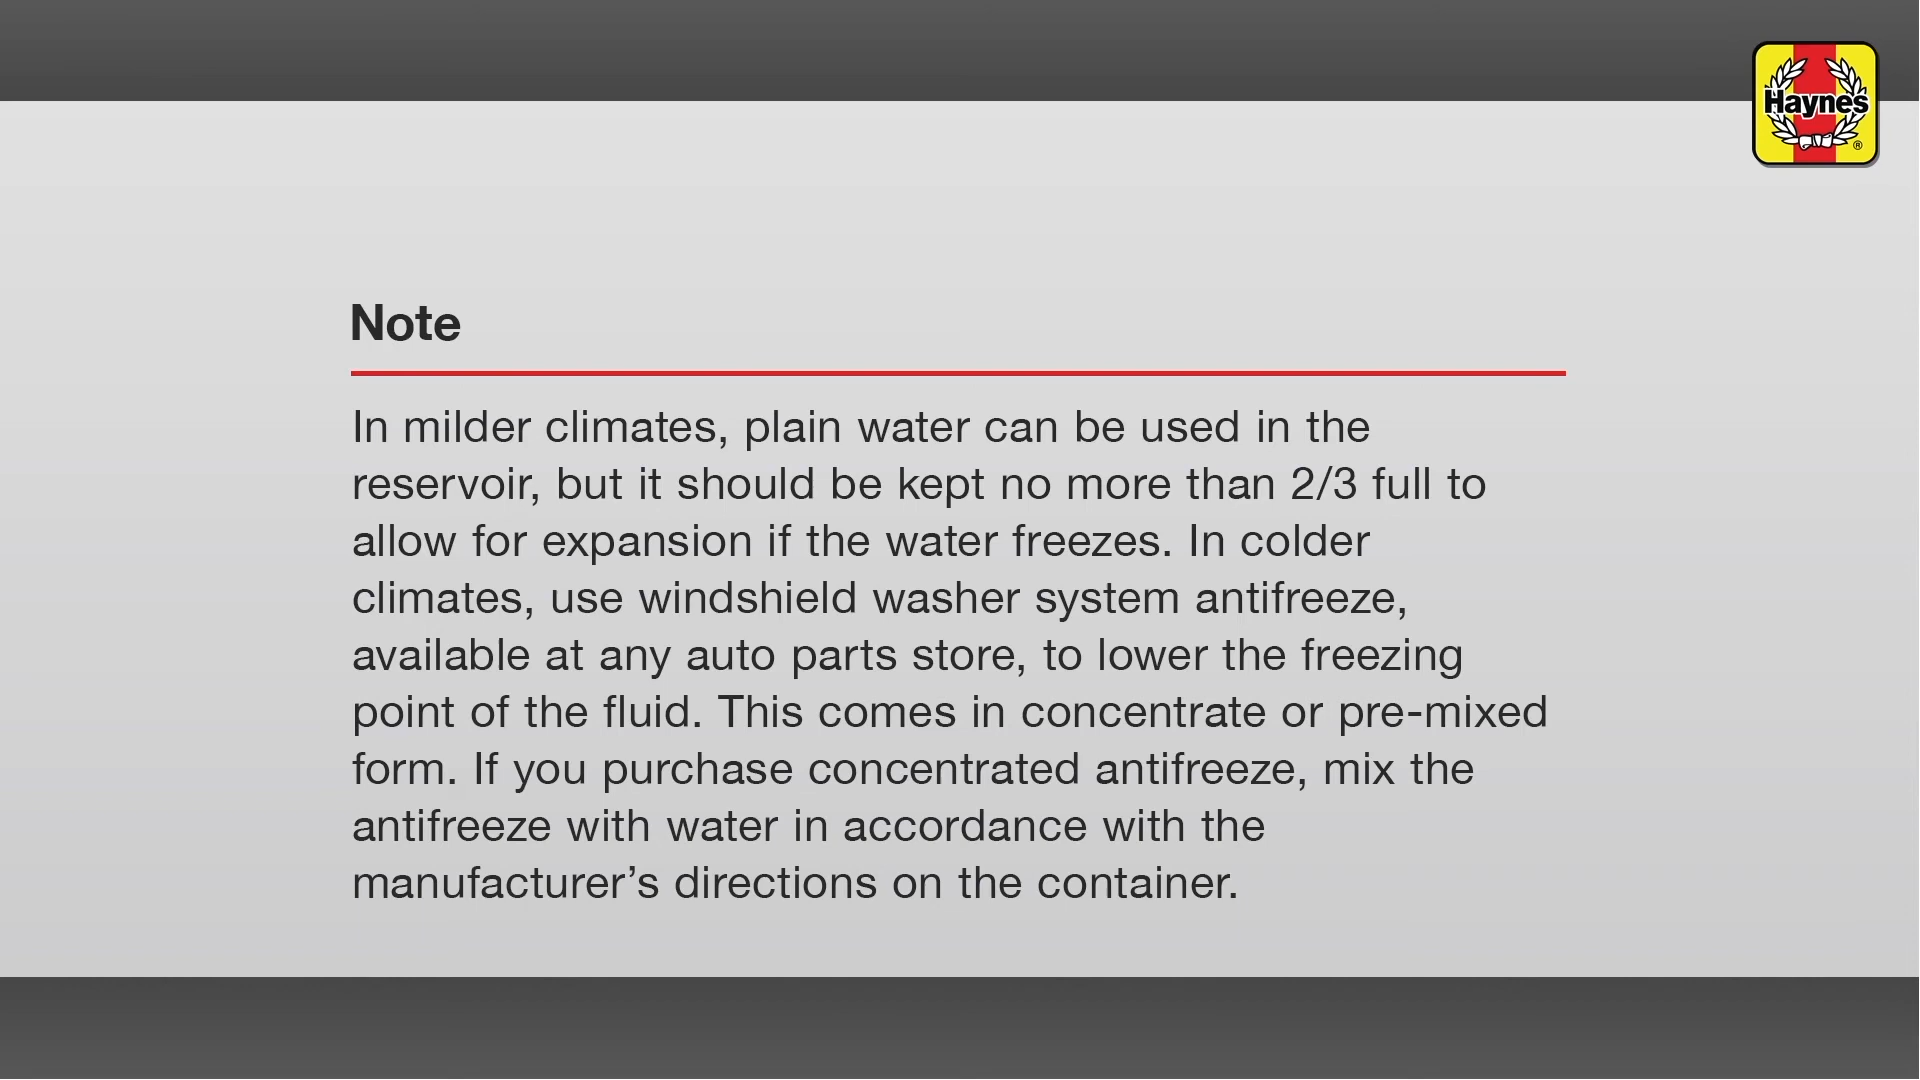 Haynes
®
Note
In milder climates, plain water can be used in the
reservoir, but it should be kept no more than 2/3 full to
allow for expansion if the water freezes. In colder
climates, use windshield washer system antifreeze,
available at any auto parts store, to lower the freezing
point of the fluid. This comes in concentrate or pre-mixed
form. If you purchase concentrated antifreeze, mix the
antifreeze with water in accordance with the
manufacturer’s directions on the container.